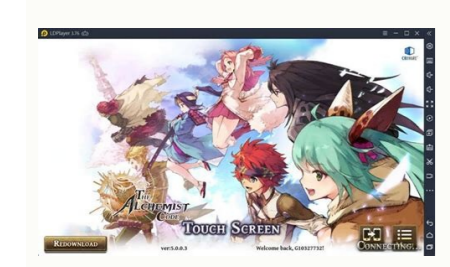 LDPlayer 3.76
THE
ALCHEMIST
CODE
TOUCH SCREEN
REDOWNLOAD
CONNECTING...
ver:5.0.0.3
Welcome back, G103277327